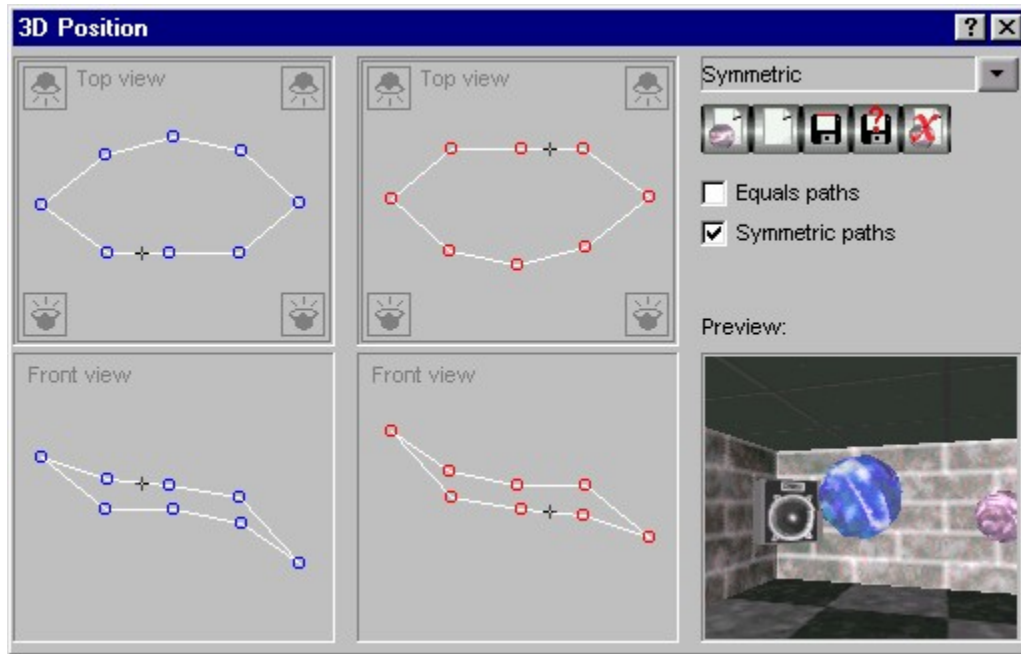 3D Position
Top view
Top view
Symmetric
Equals paths
Symmetric paths
Preview:
Front view
Front view